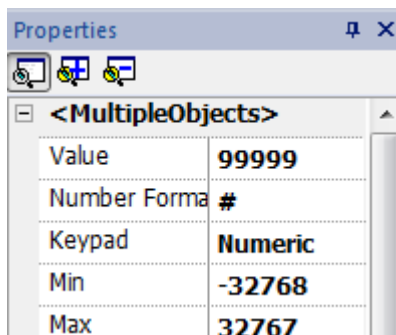 Properties
<MultipleObjects>
Value 99999
Number Forma #
Keypad Numeric
Min -32768
Max 32767